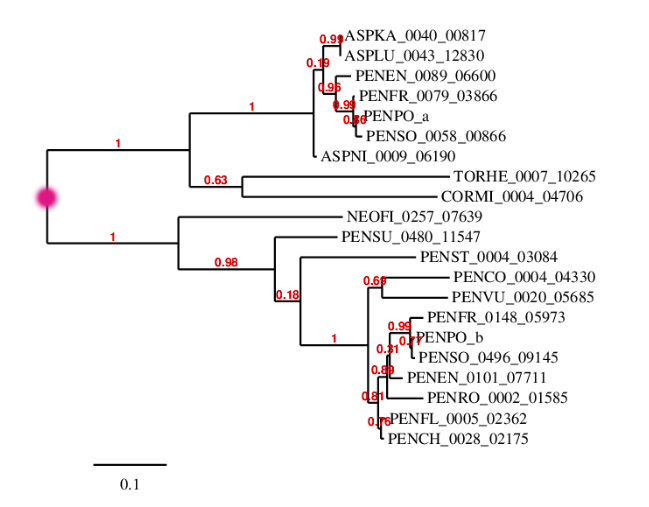 ASPKA_0040_00817
0.99
ASPLU_0043_12830
0.19
PENEN_0089_06600
0.96
PENFR_0079_03866
0.99
1
PENPO_a
PENSO_0058_00866
1
ASPNI_0009_06190
TORHE_0007_10265
0.63
CORMI_0004_04706
NEOFI_0257_07639
1
PENSU_0480_11547
0.98
PENST_0004_03084
PENCO_0004_04330
0.69
0.18
PENVU_0020_05685
PENFR_0148_05973
0.99
1
PENPO_b
0.77
0.31
PENSO_0496_09145
0.89
PENEN_0101_07711
0.81
PENRO_0002_01585
PENFL_0005_02362
0.76
PENCH_0028_02175
0.1